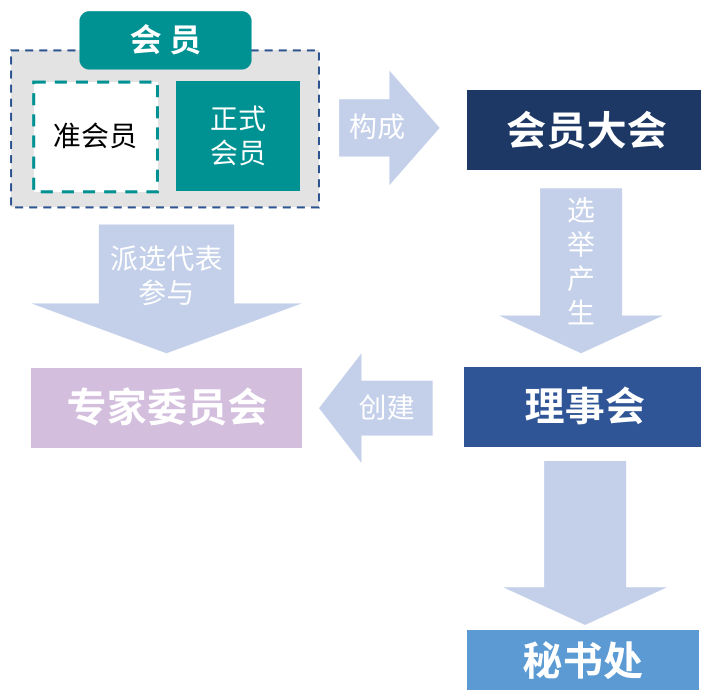 会员
准会员
正式
会员
构成
会员大会
派选代表
参与
选
举
产
生
专家委员会
创建
理事会
秘书处